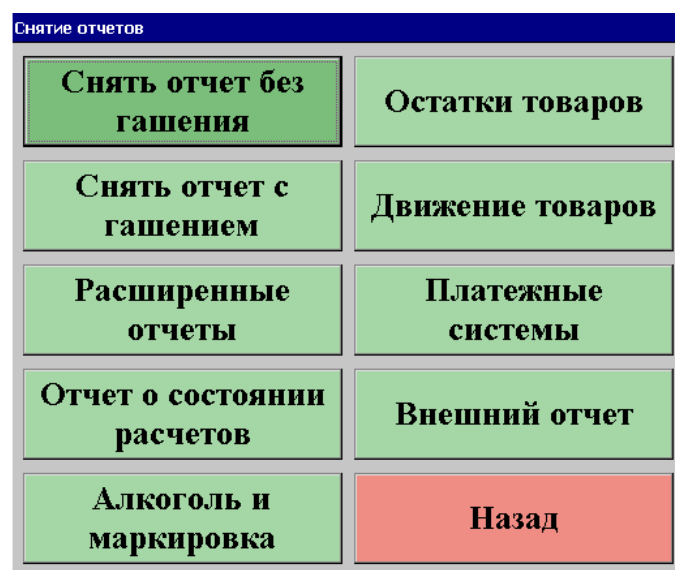 Снятие отчетов
Снять отчет без
гашения
Остатки товаров
Снять отчет с
гашением
Движение товаров
Расширенные
отчеты
Платежные
системы
Отчет о состоянии
расчетов
Внешний отчет
Алкоголь и
маркировка
Назад